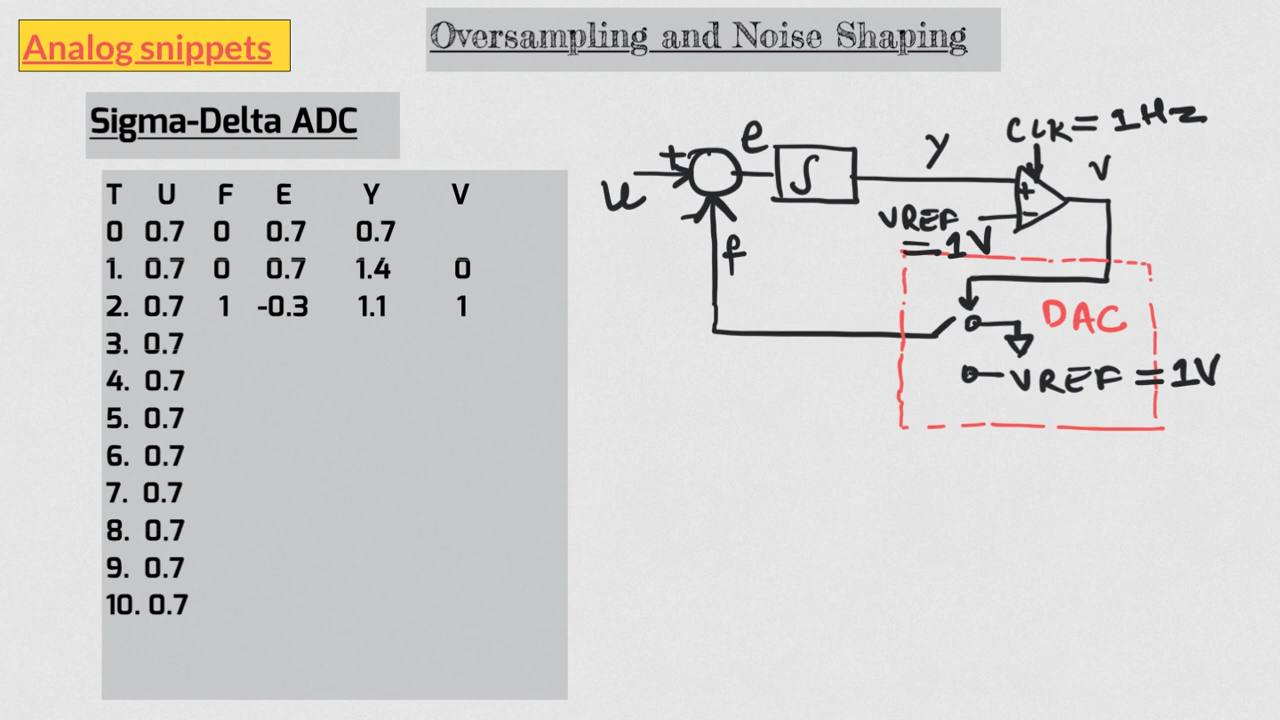 Analog snippets
Oversampling and Noise Shaping
Sigma-Delta ADC
T U F E Y V
0 0.7 0 0.7 0.7
1. 0.7 0 0.7 1.4 0
2. 0.7 1 -0.3 1.1 1
3. 0.7
4. 0.7
5. 0.7
6. 0.7
7. 0.7
8. 0.7
9. 0.7
10. 0.7
CLK = 1Hz
u + e ∫ y + v
VREF -
= 1V
- f
DAC
VREF = 1V